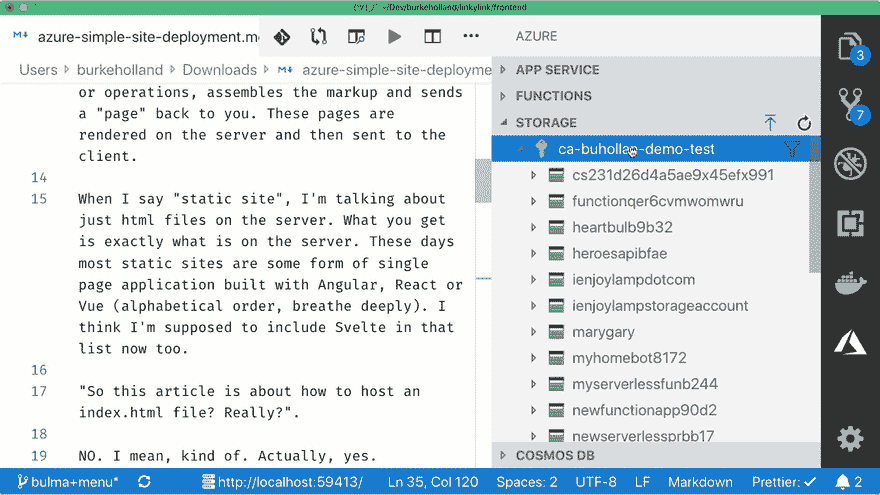 ~/Dev/burkeholland/linkylink/frontend
azure-simple-site-deployment.m
AZURE
Users burkeholland Downloads azure-simple-site-deployme
or operations, assembles the markup and sends
a "page" back to you. These pages are
rendered on the server and then sent to the
client.
14
15 When I say "static site", I'm talking about
just html files on the server. What you get
is exactly what is on the server. These days
most static sites are some form of single
page application built with Angular, React or
Vue (alphabetical order, breathe deeply). I
think I'm supposed to include Svelte in that
list now too.
16
17 "So this article is about how to host an
index.html file? Really?".
18
19 NO. I mean, kind of. Actually, yes.
APP SERVICE
FUNCTIONS
STORAGE
ca-buhollan-demo-test
cs231d26d4a5ae9x45efx991
functionqer6cvmwomwru
heartbulb9b32
heroesapibfae
ienjoylampdotcom
ienjoylampstorageaccount
marygary
myhomebot8172
myserverlessfunb244
newfunctionapp90d2
newserverlessprbb17
COSMOS DB
3
7
bulma+menu* http://localhost:59413/ Ln 35, Col 120 Spaces: 2 UTF-8 LF Markdown Prettier: ✓ 2